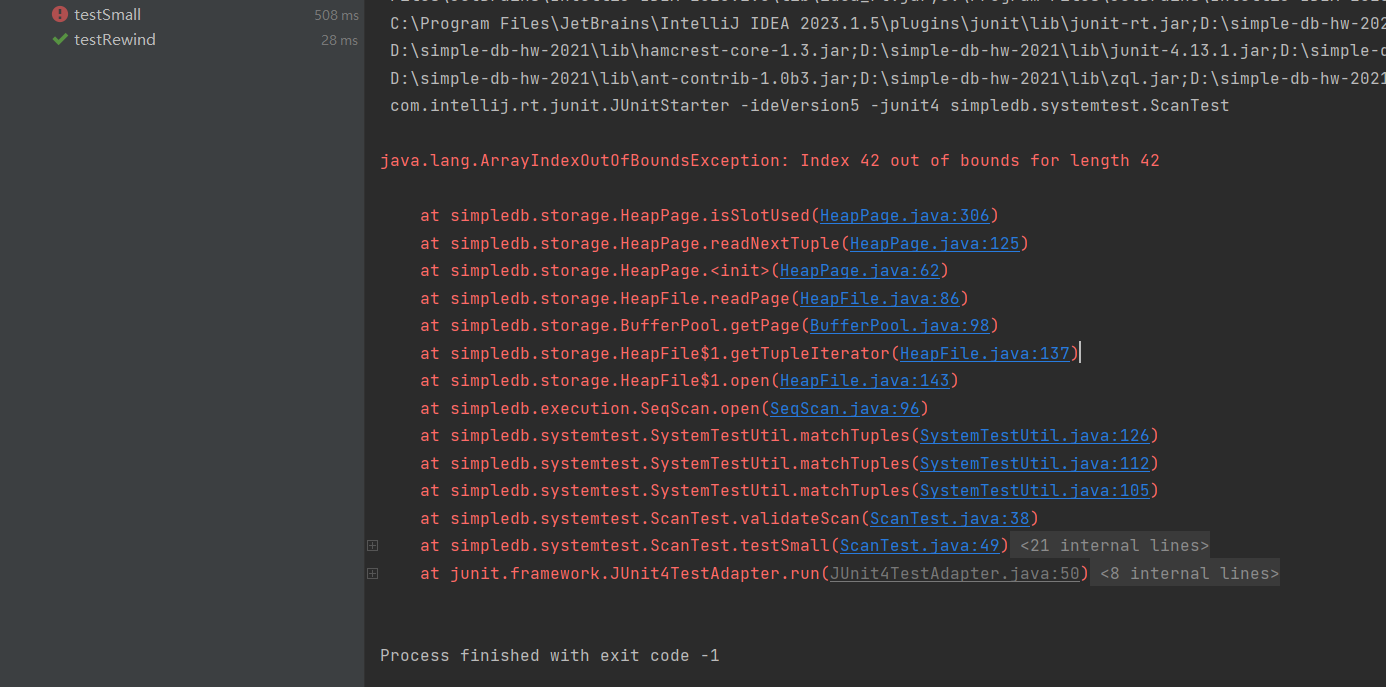 testSmall 508 ms
testRewind 28 ms
C:\Program Files\JetBrains\IntelliJ IDEA 2023.1.5\plugins\junit\lib\junit-rt.jar;D:\simple-db-hw-202
D:\simple-db-hw-2021\lib\hamcrest-core-1.3.jar;D:\simple-db-hw-2021\lib\junit-4.13.1.jar;D:\simple-d
D:\simple-db-hw-2021\lib\ant-contrib-1.0b3.jar;D:\simple-db-hw-2021\lib\zql.jar;D:\simple-db-hw-2021
com.intellij.rt.junit.JUnitStarter -ideVersion5 -junit4 simpledb.systemtest.ScanTest
java.lang.ArrayIndexOutOfBoundsException: Index 42 out of bounds for length 42
at simpledb.storage.HeapPage.isSlotUsed(HeapPage.java:306)
at simpledb.storage.HeapPage.readNextTuple(HeapPage.java:125)
at simpledb.storage.HeapPage.<init>(HeapPage.java:62)
at simpledb.storage.HeapFile.readPage(HeapFile.java:86)
at simpledb.storage.BufferPool.getPage(BufferPool.java:98)
at simpledb.storage.HeapFile$1.getTupleIterator(HeapFile.java:137)
at simpledb.storage.HeapFile$1.open(HeapFile.java:143)
at simpledb.execution.SeqScan.open(SeqScan.java:96)
at simpledb.systemtest.SystemTestUtil.matchTuples(SystemTestUtil.java:126)
at simpledb.systemtest.SystemTestUtil.matchTuples(SystemTestUtil.java:112)
at simpledb.systemtest.SystemTestUtil.matchTuples(SystemTestUtil.java:105)
at simpledb.systemtest.ScanTest.validateScan(ScanTest.java:38)
at simpledb.systemtest.ScanTest.testSmall(ScanTest.java:49) <21 internal lines>
at junit.framework.JUnit4TestAdapter.run(JUnit4TestAdapter.java:50) <8 internal lines>
Process finished with exit code -1